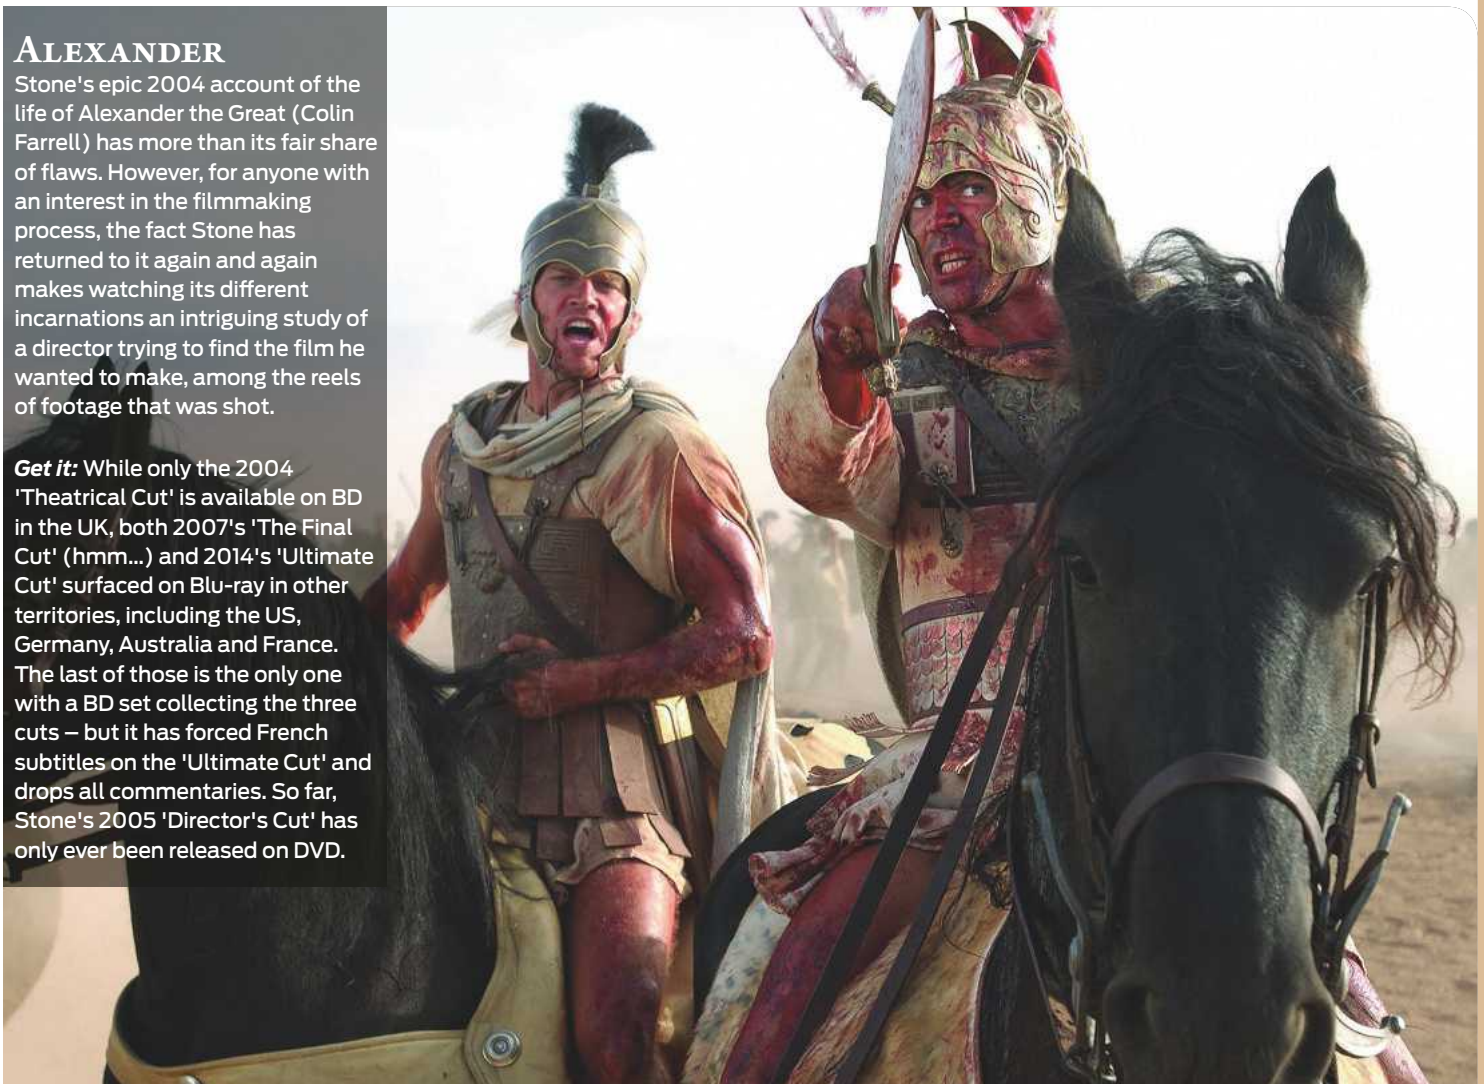 ALEXANDER
Stone's epic 2004 account of the
life of Alexander the Great (Colin
Farrell) has more than its fair share
of flaws. However, for anyone with
an interest in the filmmaking
process, the fact Stone has
returned to it again and again
makes watching its different
incarnations an intriguing study of
a director trying to find the film he
wanted to make, among the reels
of footage that was shot.
Get it: While only the 2004
'Theatrical Cut' is available on BD
in the UK, both 2007's 'The Final
Cut' (hmm...) and 2014's 'Ultimate
Cut' surfaced on Blu-ray in other
territories, including the US,
Germany, Australia and France.
The last of those is the only one
with a BD set collecting the three
cuts – but it has forced French
subtitles on the 'Ultimate Cut' and
drops all commentaries. So far,
Stone's 2005 'Director's Cut' has
only ever been released on DVD.